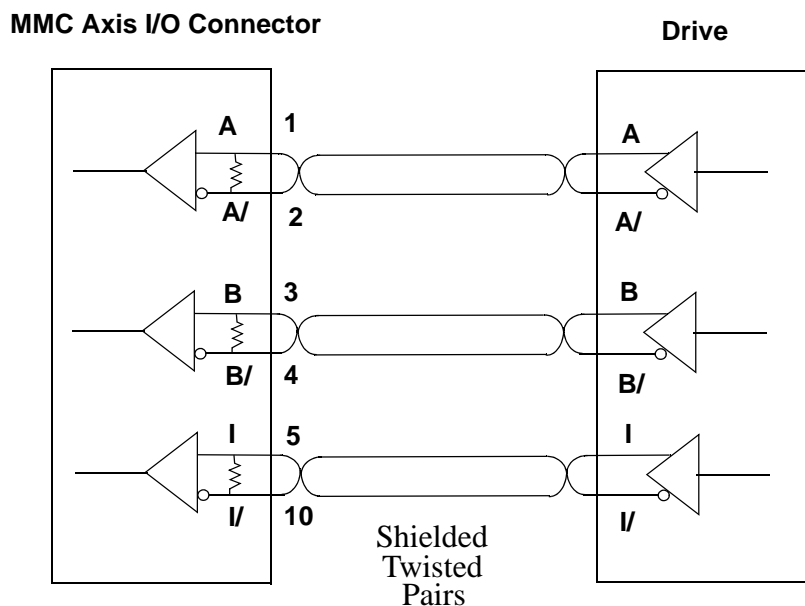 MMC Axis I/O Connector
Drive
A 1 A
A/ 2 A/
B 3 B
B/ 4 B/
I 5 I
I/ 10 I/
Shielded
Twisted
Pairs